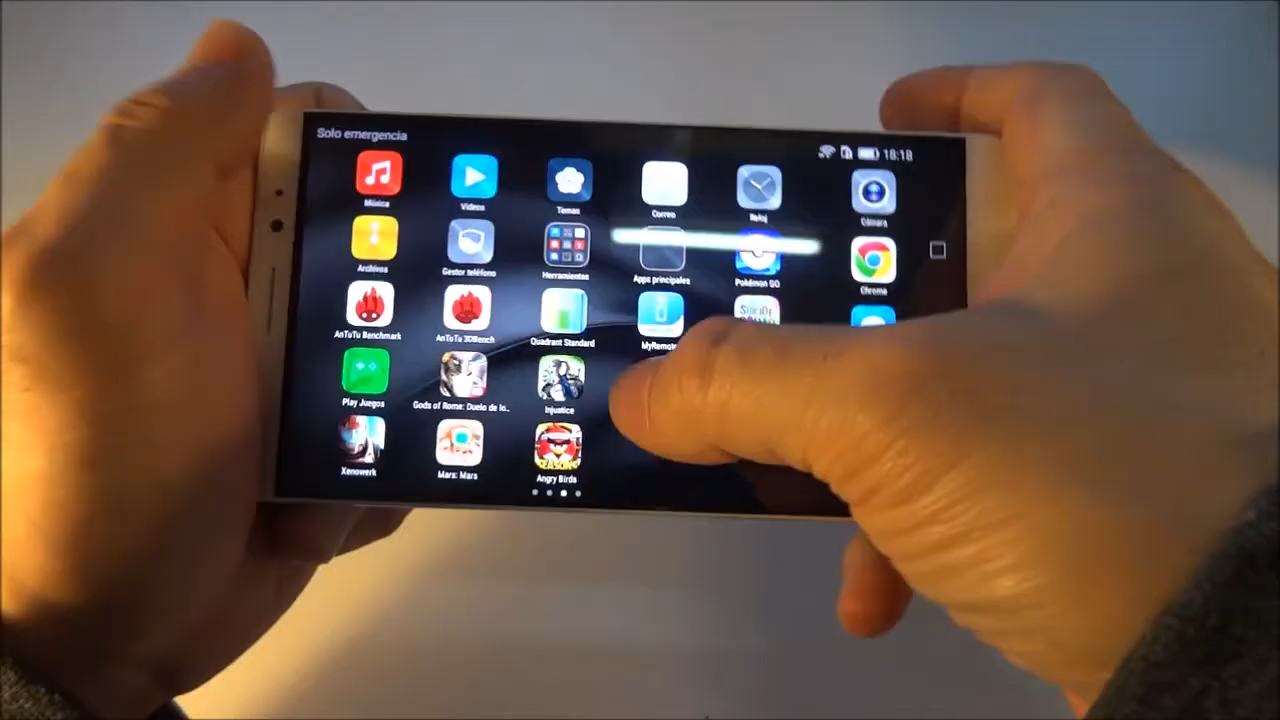 Solo emergencia
18:18
Música
Videos
Temas
Correo
Reloj
Cámara
Archivos
Gestor teléfono
Herramientas
Apps principales
Pokémon GO
Chrome
AnTuTu Benchmark
AnTuTu 3DBench
Quadrant Standard
MyRemote
Play Juegos
Gods of Rome: Duelo de lo..
Injustice
Xenowerk
Mars: Mars
SEASONS
Angry Birds